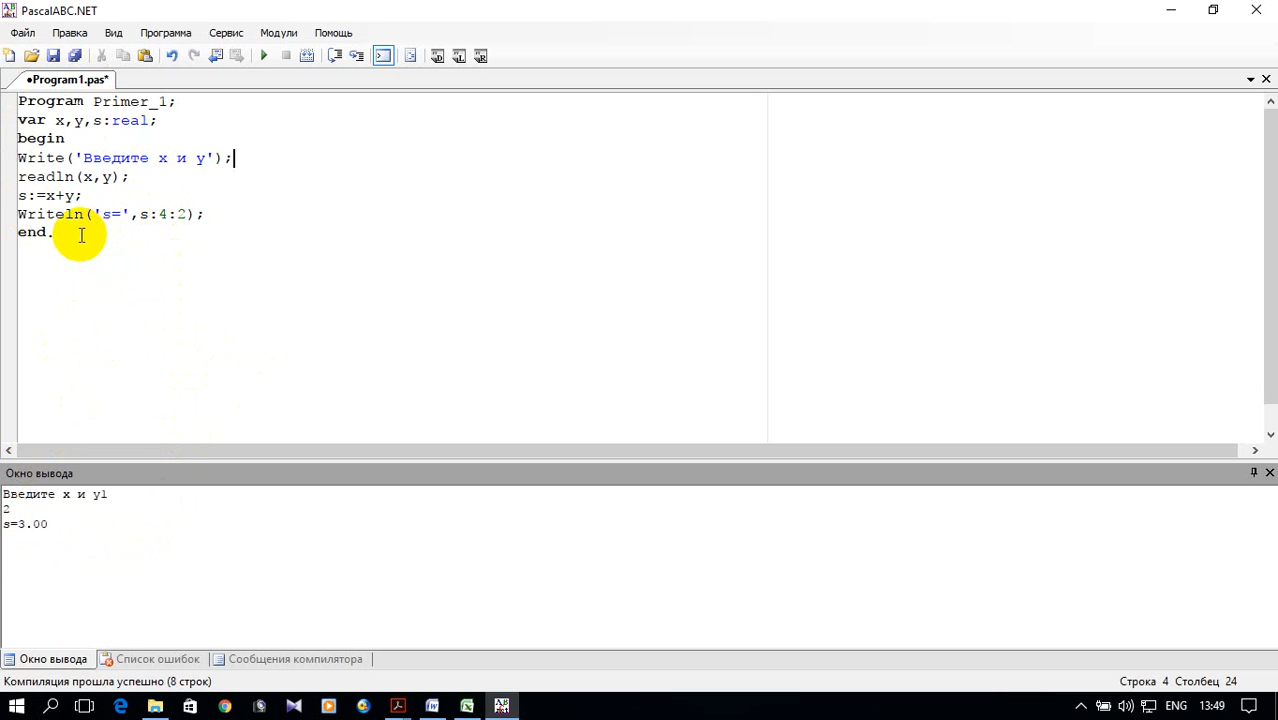 PascalABC.NET
Файл Правка Вид Программа Сервис Модули Помощь
•Program1.pas*
Program Primer_1;
var x,y,s:real;
begin
Write('Введите x и y');
readln(x,y);
s:=x+y;
Writeln('s=',s:4:2);
end.
Окно вывода
Введите x и y1
2
s=3.00
Окно вывода Список ошибок Сообщения компилятора
Компиляция прошла успешно (8 строк) Строка 4 Столбец 24
ENG 13:49